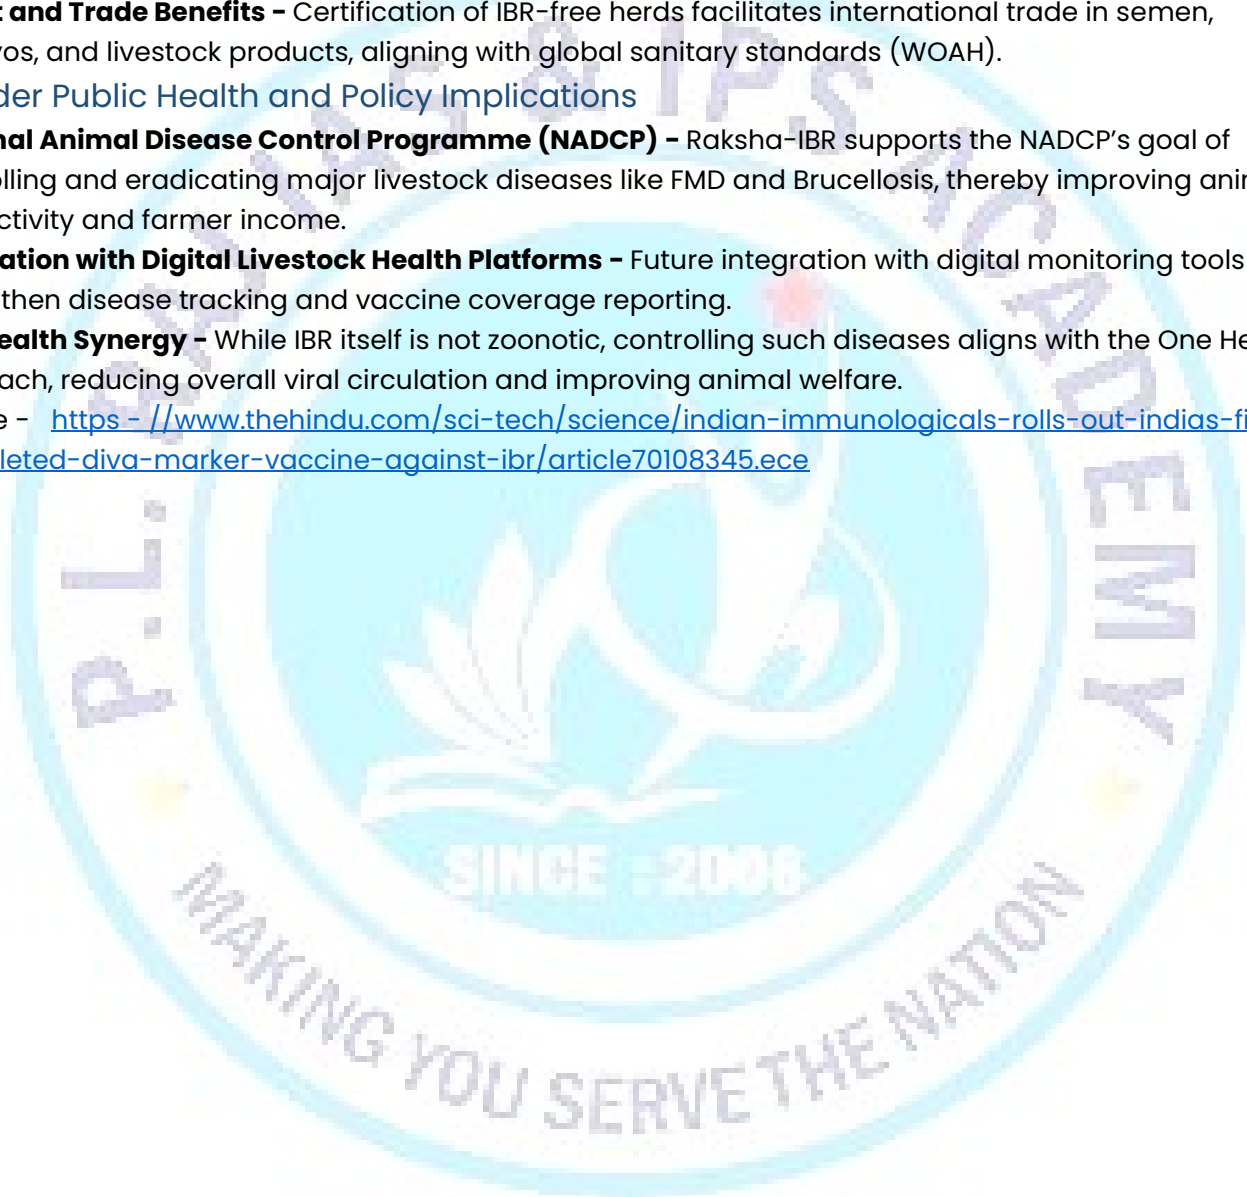 t and Trade Benefits - Certification of IBR-free herds facilitates international trade in semen,
yos, and livestock products, aligning with global sanitary standards (WOAH).
der Public Health and Policy Implications
nal Animal Disease Control Programme (NADCP) - Raksha-IBR supports the NADCP's goal of
olling and eradicating major livestock diseases like FMD and Brucellosis, thereby improving anim
ctivity and farmer income.
ation with Digital Livestock Health Platforms - Future integration with digital monitoring tools
then disease tracking and vaccine coverage reporting.
ealth Synergy - While IBR itself is not zoonotic, controlling such diseases aligns with the One He
ach, reducing overall viral circulation and improving animal welfare.
e - https - //www.thehindu.com/sci-tech/science/indian-immunologicals-rolls-out-indias-fi
leted-diva-marker-vaccine-against-ibr/article70108345.ece
P.L. RAJ IAS & IPS ACADEMY
SINCE : 2008
MAKING YOU SERVE THE NATION